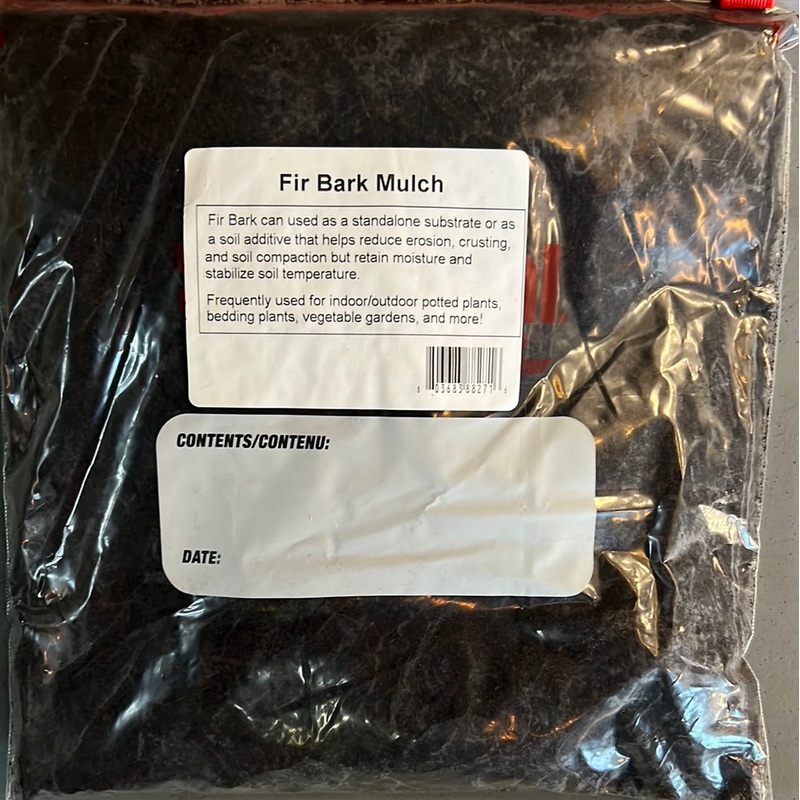 Fir Bark Mulch
Fir Bark can used as a standalone substrate or as
a soil additive that helps reduce erosion, crusting,
and soil compaction but retain moisture and
stabilize soil temperature.
Frequently used for indoor/outdoor potted plants,
bedding plants, vegetable gardens, and more!
CONTENTS/CONTENU:
DATE: